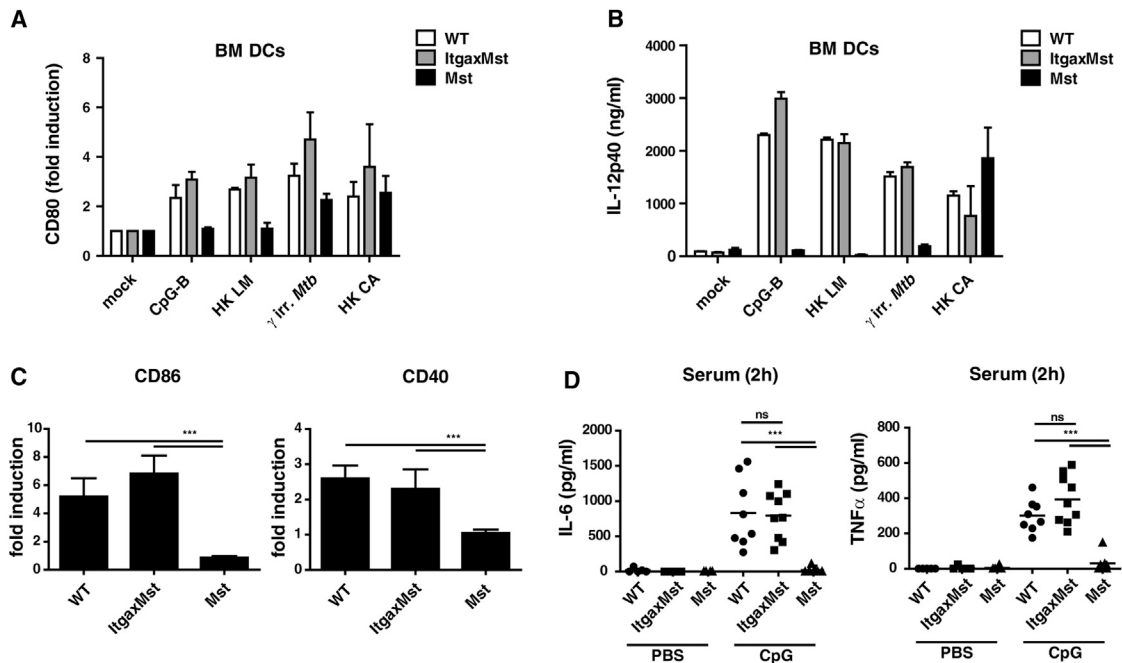 A
BM DCs
WT
ItgaxMst
Mst
CD80 (fold induction)
8
6
4
2
0
mock
CpG-B
HK LM
γ irr. Mtb
HK CA
B
BM DCs
WT
ItgaxMst
Mst
IL-12p40 (ng/ml)
4000
3000
2000
1000
0
mock
CpG-B
HK LM
γ irr. Mtb
HK CA
C
CD86
fold induction
10
8
6
4
2
0
***
WT
ItgaxMst
Mst
CD40
fold induction
4
3
2
1
0
***
WT
ItgaxMst
Mst
D
Serum (2h)
IL-6 (pg/ml)
2000
1500
1000
500
0
ns
***
WT
ItgaxMst
Mst
WT
ItgaxMst
Mst
PBS
CpG
Serum (2h)
TNFα (pg/ml)
800
600
400
200
0
ns
***
WT
ItgaxMst
Mst
WT
ItgaxMst
Mst
PBS
CpG